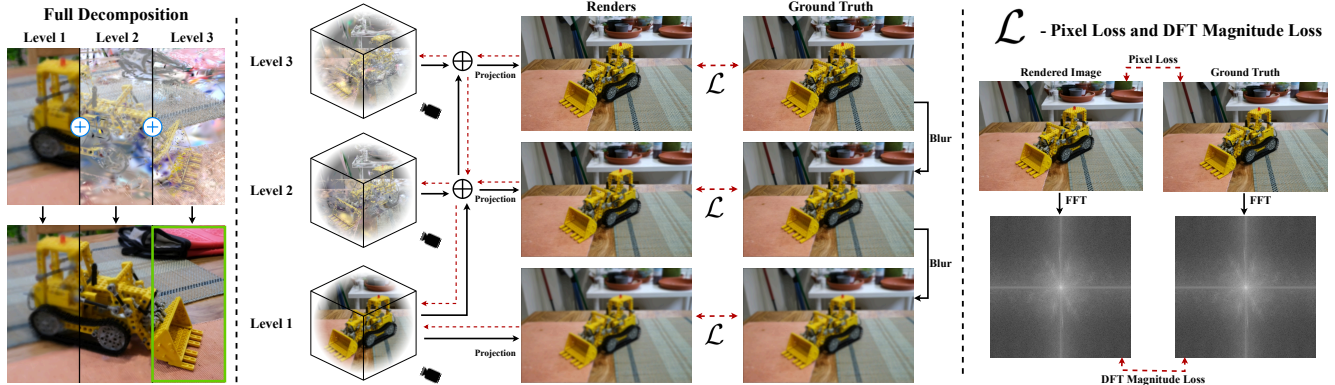 Full Decomposition
Level 1 Level 2 Level 3
Renders Ground Truth
Level 3
Projection
ℒ
Blur
Level 2
Projection
ℒ
Blur
Level 1
Projection
ℒ
ℒ - Pixel Loss and DFT Magnitude Loss
Pixel Loss
Rendered Image Ground Truth
FFT FFT
DFT Magnitude Loss